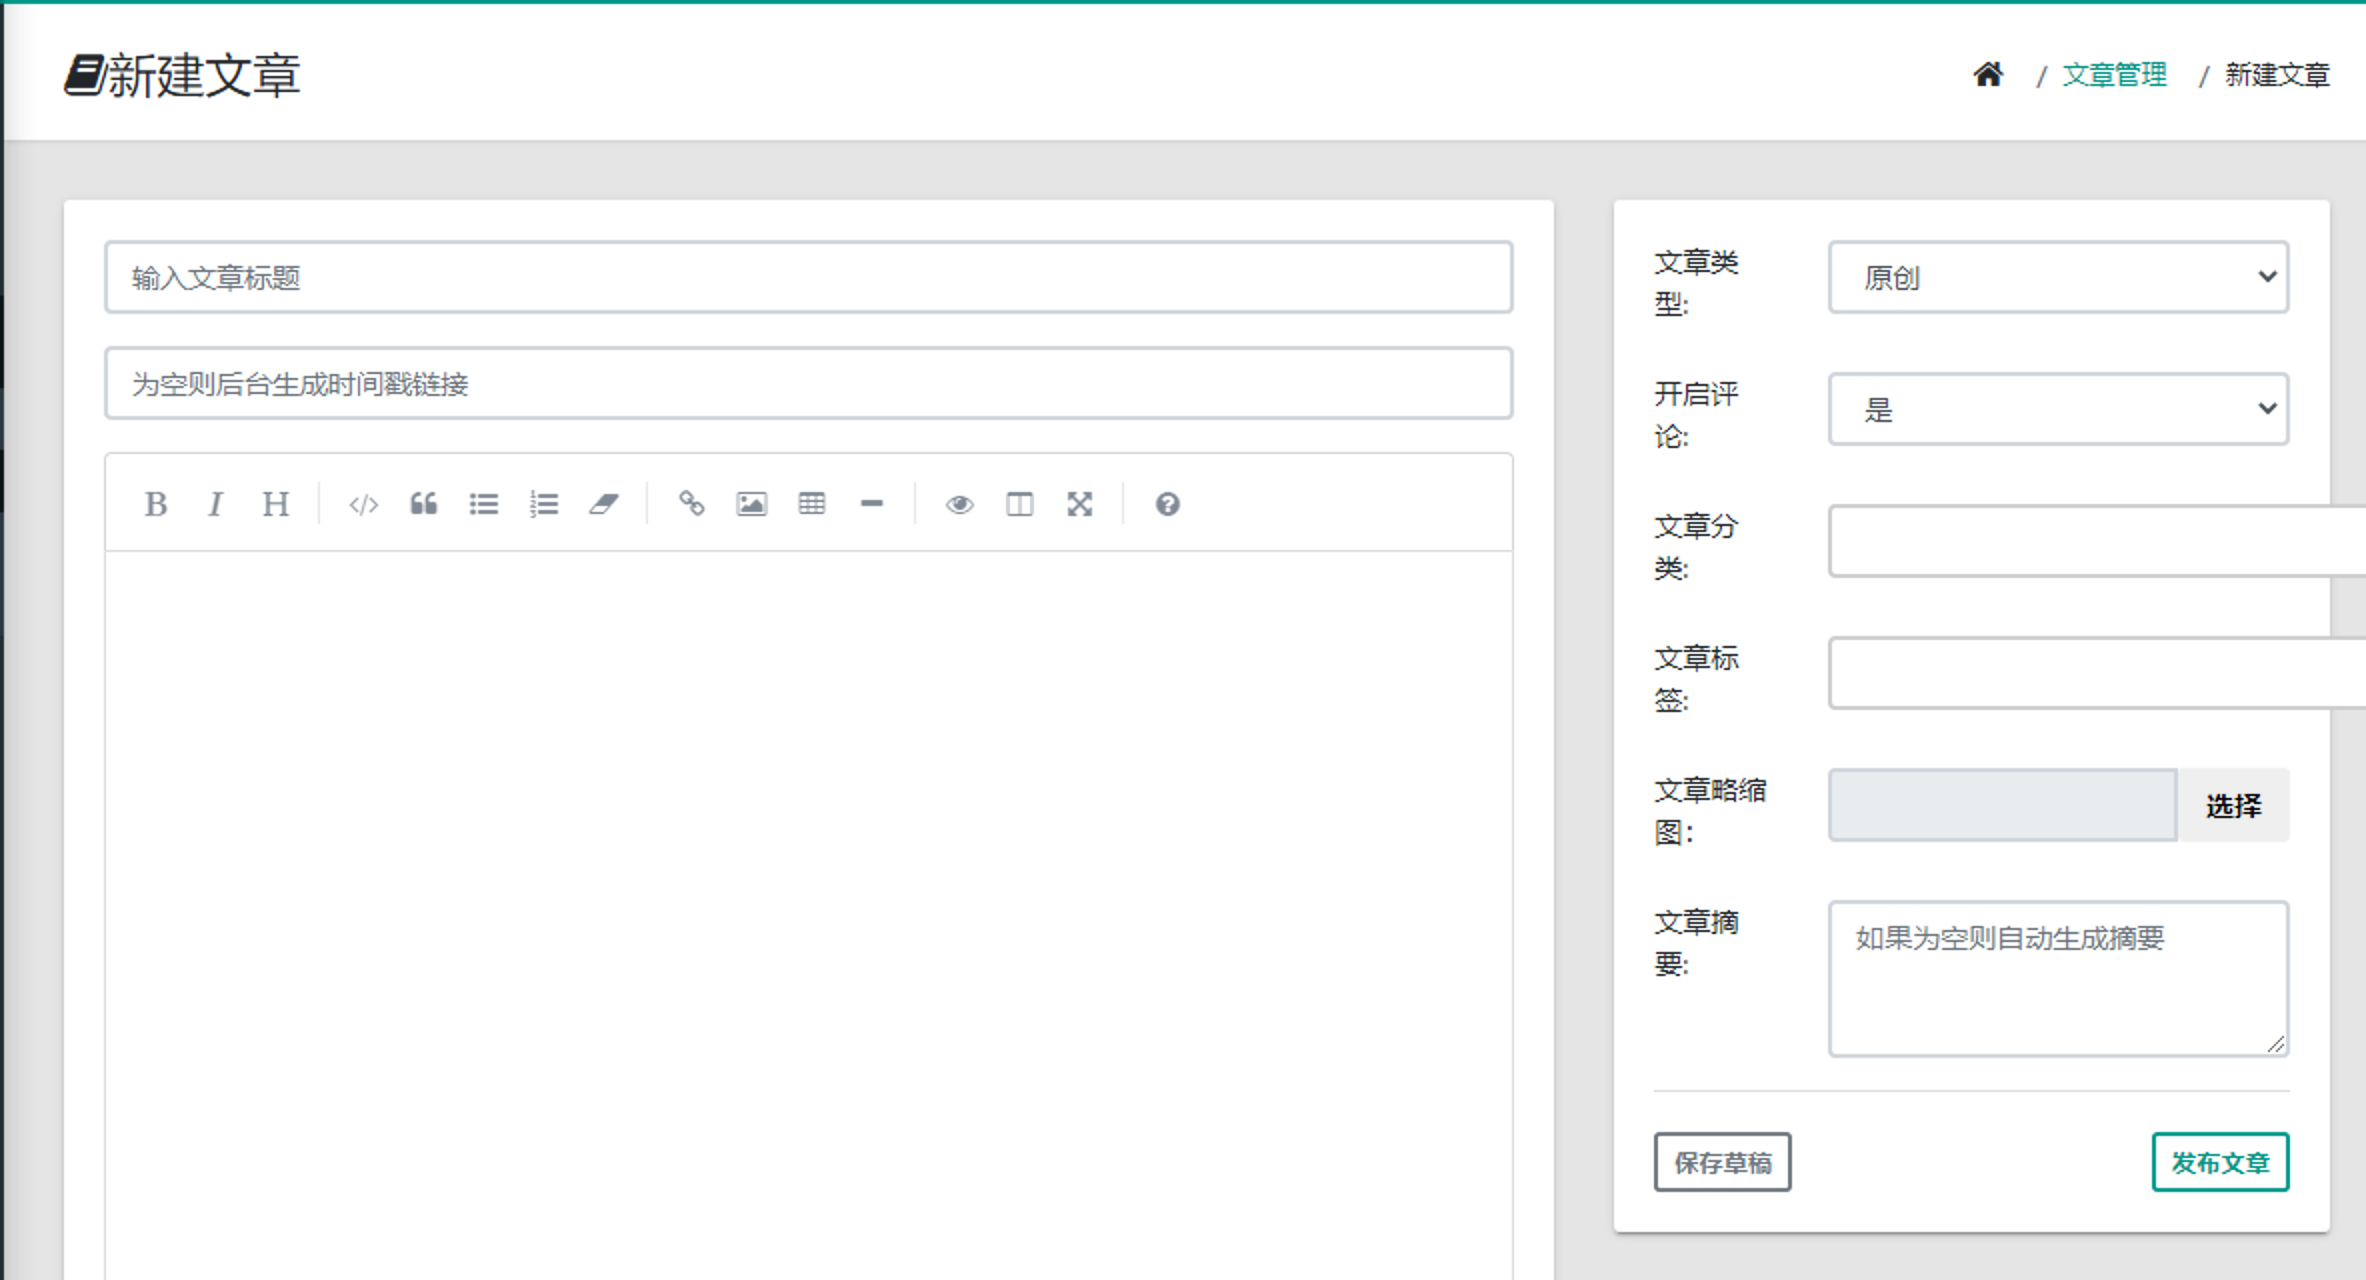 新建文章
/ 文章管理 / 新建文章
输入文章标题
为空则后台生成时间戳链接
B I H
文章类
型:
原创
开启评
论:
是
文章分
类:
文章标
签:
文章略缩
图：
选择
文章摘
要:
如果为空则自动生成摘要
保存草稿
发布文章